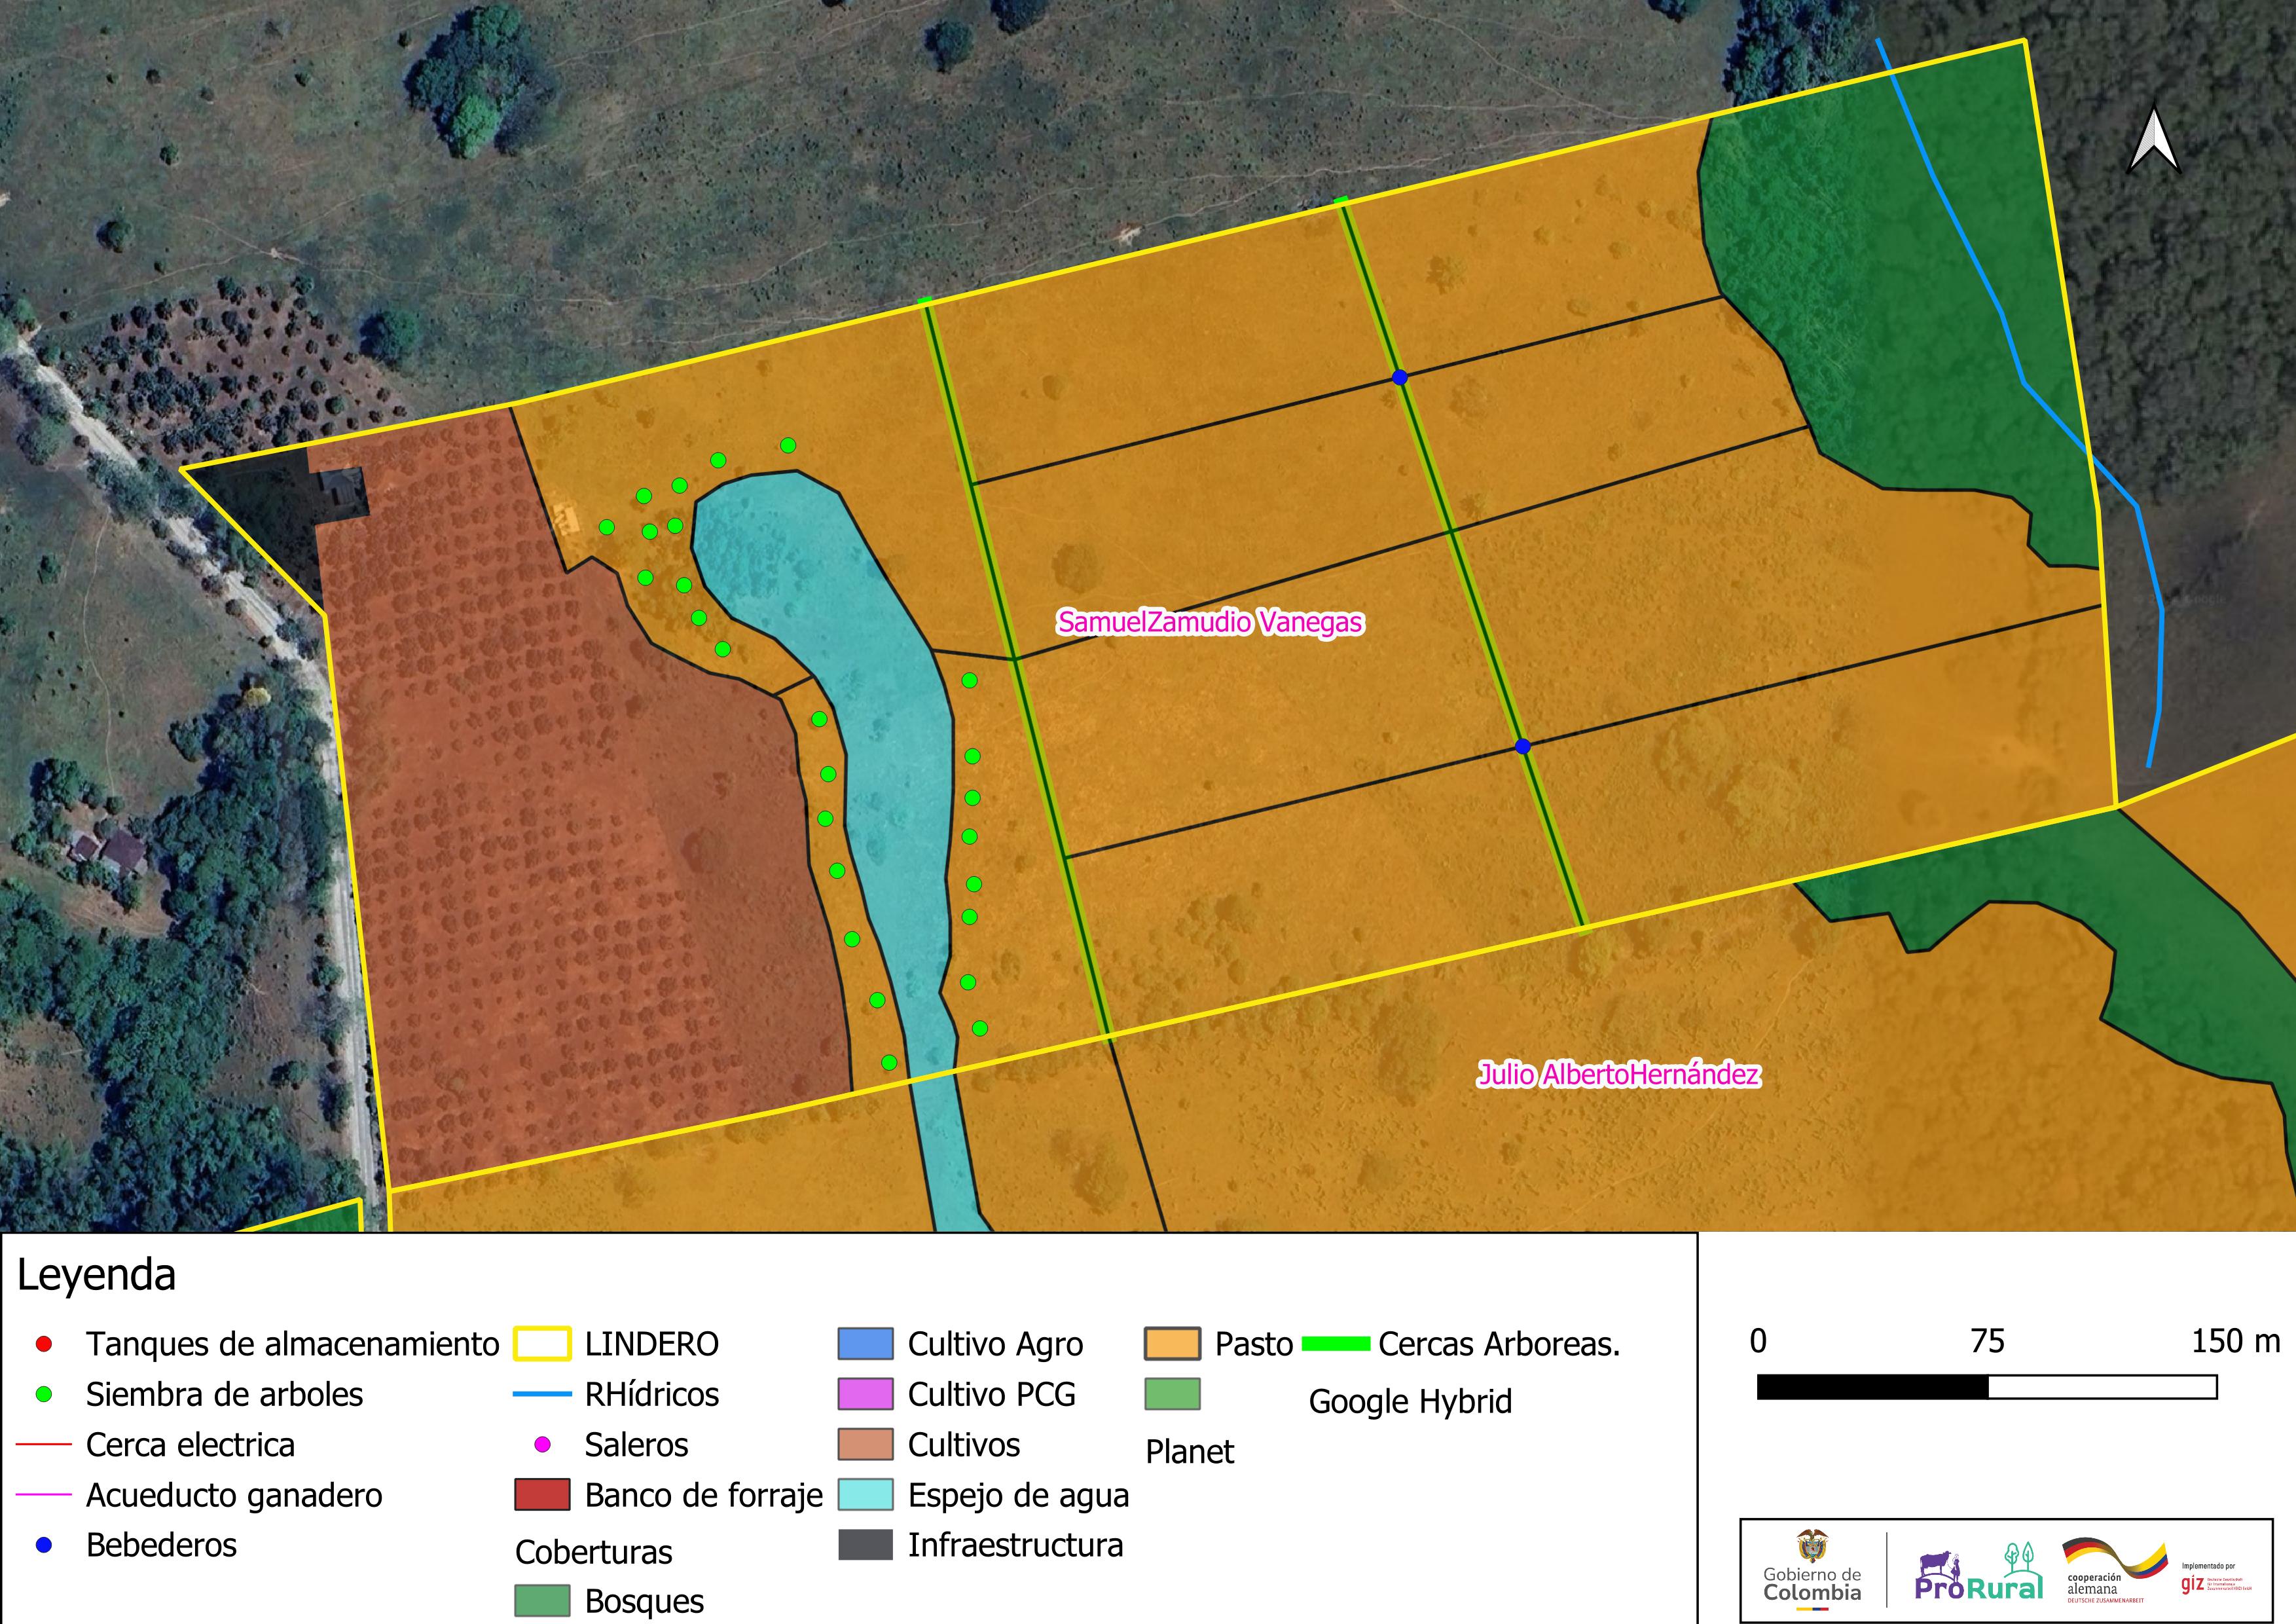 SamuelZamudio Vanegas
Julio AlbertoHernández
Leyenda
Tanques de almacenamiento
Siembra de arboles
Cerca electrica
Acueducto ganadero
Bebederos
LINDERO
RHídricos
Saleros
Banco de forraje
Coberturas
Bosques
Cultivo Agro
Cultivo PCG
Cultivos
Espejo de agua
Infraestructura
Pasto
Planet
Cercas Arboreas.
Google Hybrid
0 75 150 m
Gobierno de
Colombia
ProRural
cooperación
alemana
DEUTSCHE ZUSAMMENARBEIT
Implementado por
giz